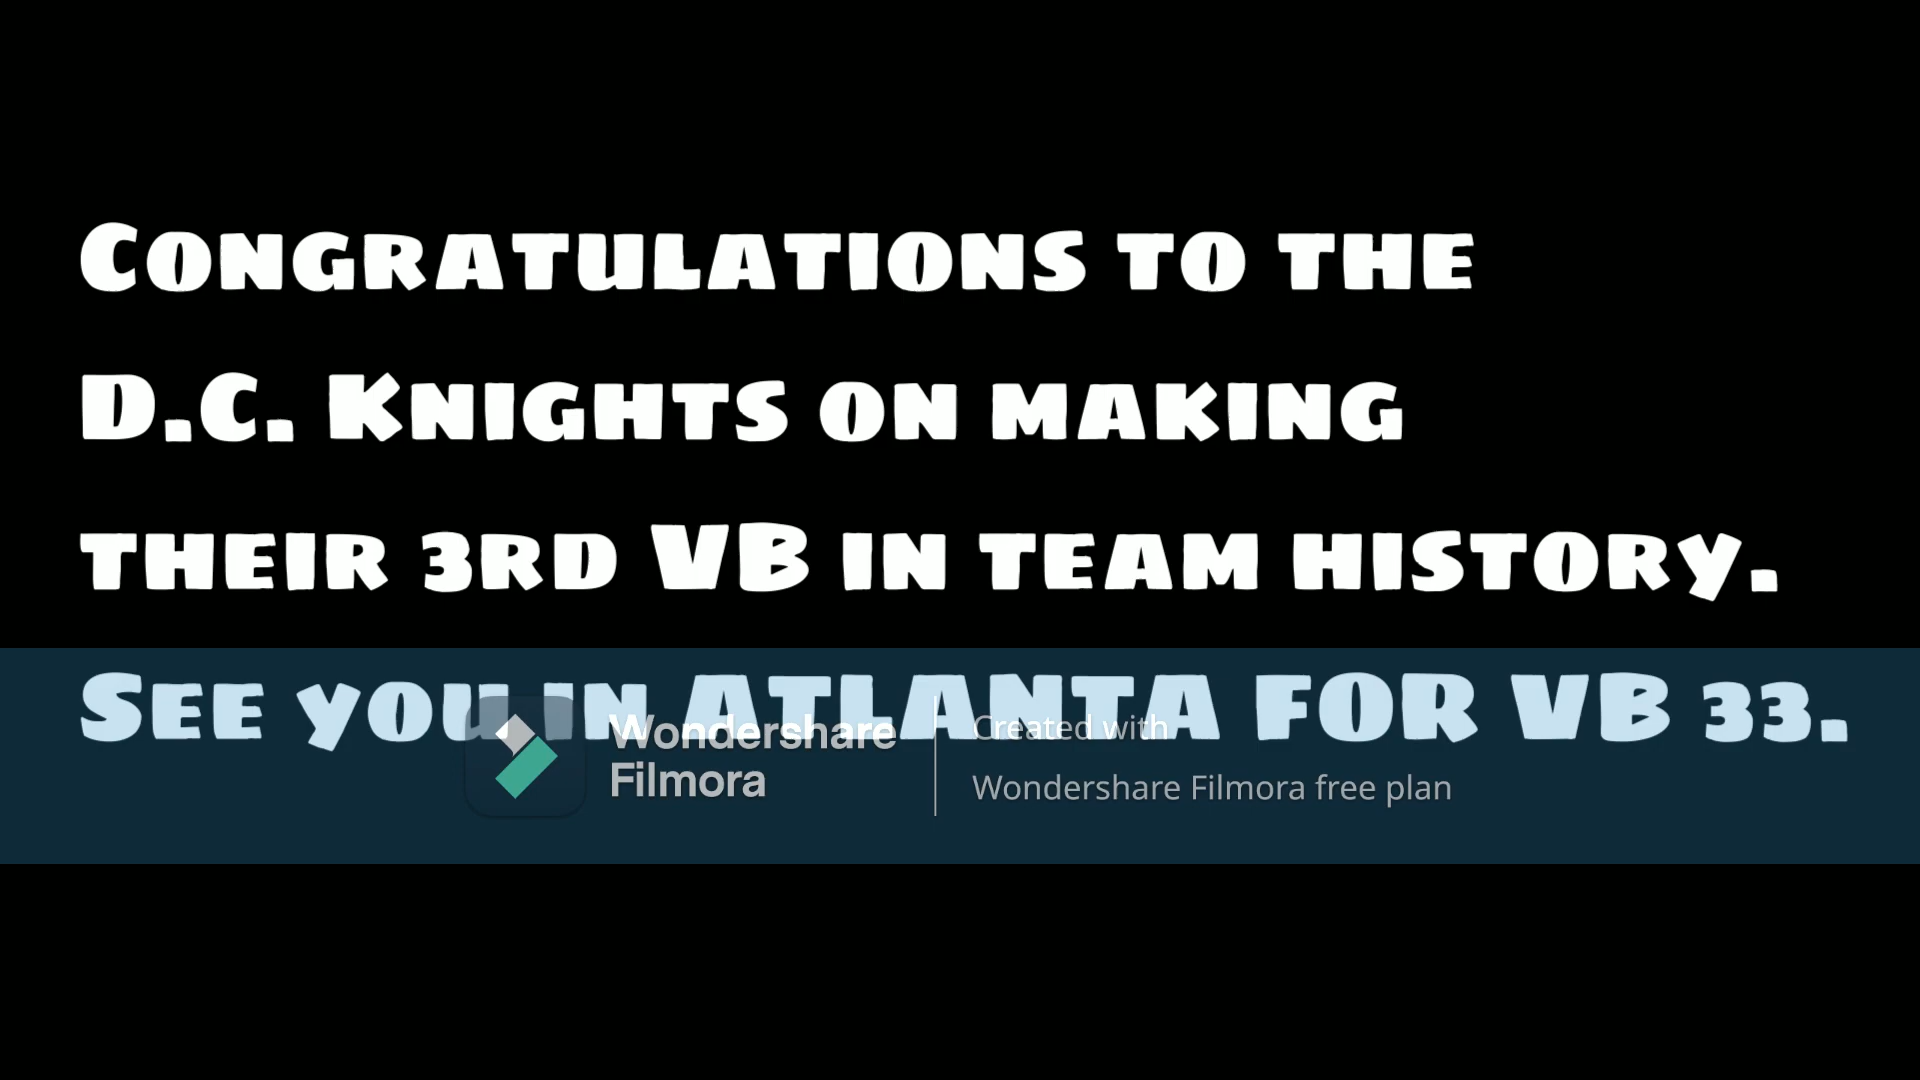 Congratulations to the
D.C. Knights on making
their 3rd VB in team history.
See you in ATLANTA FOR VB 33.
Wondershare
Filmora
Created with
Wondershare Filmora free plan